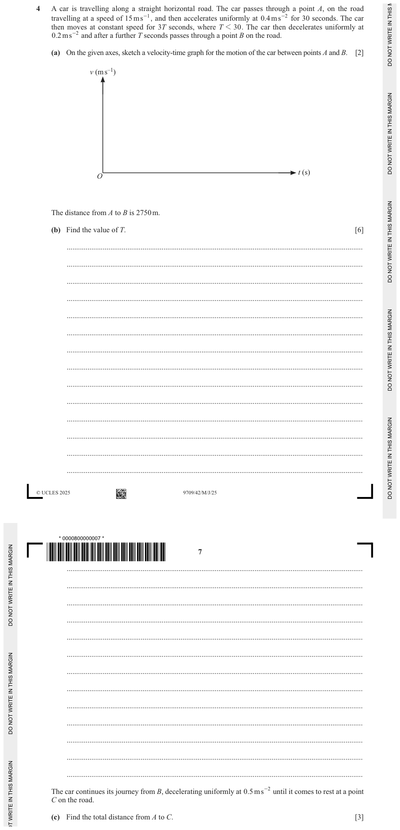 4 A car is travelling along a straight horizontal road. The car passes through a point A, on the road
travelling at a speed of 15 m s⁻¹, and then accelerates uniformly at 0.4 m s⁻² for 30 seconds. The car
then moves at constant speed for 3T seconds, where T < 30. The car then decelerates uniformly at
0.2 m s⁻² and after a further T seconds passes through a point B on the road.
(a) On the given axes, sketch a velocity-time graph for the motion of the car between points A and B. [2]
v (m s⁻¹)
O
t (s)
The distance from A to B is 2750 m.
(b) Find the value of T. [6]
© UCLES 2025
9709/42/M/J/25
DO NOT WRITE IN THIS MARGIN
DO NOT WRITE IN THIS MARGIN
DO NOT WRITE IN THIS MARGIN
DO NOT WRITE IN THIS MARGIN
DO NOT WRITE IN THIS MARGIN
* 0000800000007 *
7
DO NOT WRITE IN THIS MARGIN
DO NOT WRITE IN THIS MARGIN
OT WRITE IN THIS MARGIN
The car continues its journey from B, decelerating uniformly at 0.5 m s⁻² until it comes to rest at a point
C on the road.
(c) Find the total distance from A to C. [3]